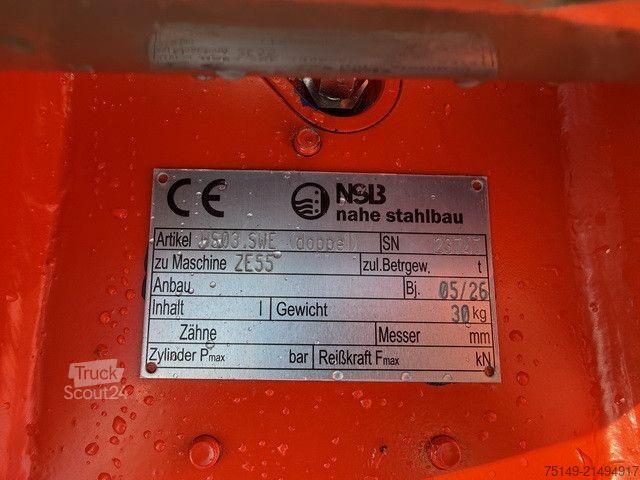 CE NSB
nahe stahlbau
Artikel (doppel) SN
zu Maschine ZE55 zul.Betrgew. t
Anbau Bj. 05/26
Inhalt l Gewicht 30 kg
Zähne Messer mm
Zylinder Pmax bar Reißkraft Fmax kN
Truck
Scout24
75149-21494917